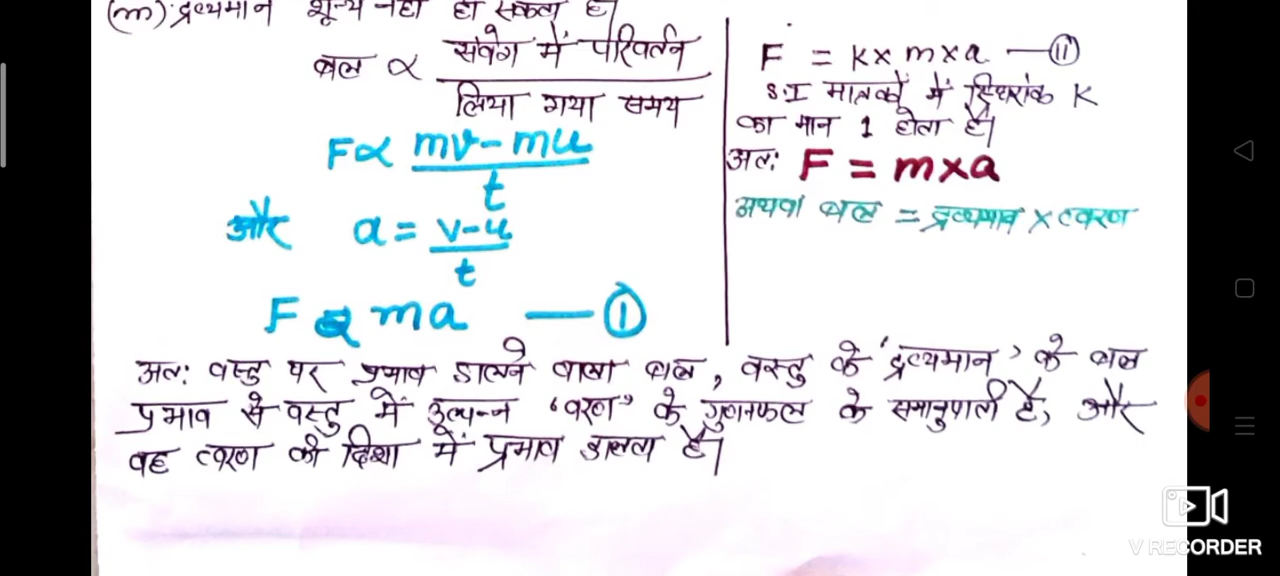 (m) द्रव्यमान शून्य नहीं हो सकता है।
बल ∝ संवेग में परिवर्तन
लिया गया समय
F∝ mv-mu
t
और a = v-u
t
F ∝ ma —①
F = K×m×a —⑪
S.I मात्रकों में स्थिरांक K
का मान 1 होता है।
अतः F = m×a
अथवा बल = द्रव्यमान × त्वरण
अतः वस्तु पर प्रभाव डालने वाला बल, वस्तु के 'द्रव्यमान' के बल
प्रभाव से वस्तु में उत्पन्न "त्वरण" के गुणनफल के समानुपाती है, और
वह त्वरण की दिशा में प्रभाव डालता है।
V RECORDER